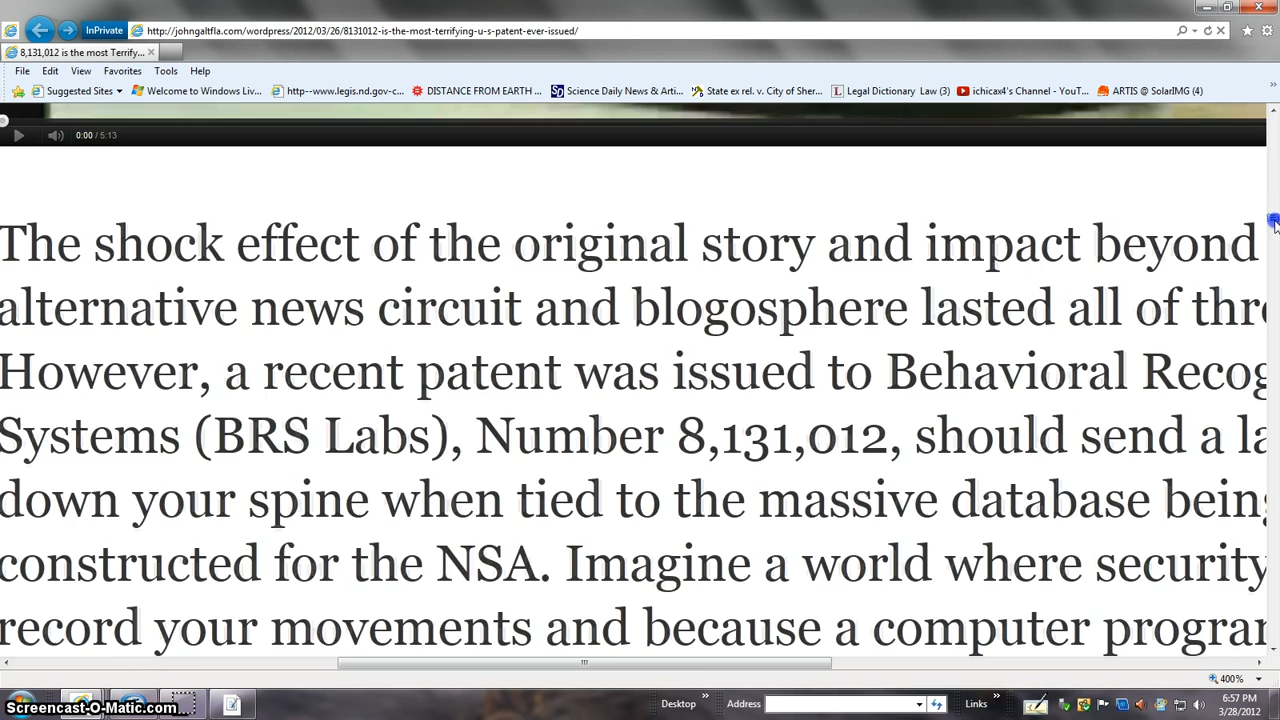 InPrivate
http://johngaltfla.com/wordpress/2012/03/26/8131012-is-the-most-terrifying-u-s-patent-ever-issued/
8,131,012 is the most Terrify...
File Edit View Favorites Tools Help
Suggested Sites Welcome to Windows Liv... http--www.legis.nd.gov-c... DISTANCE FROM EARTH ... Science Daily News & Arti... State ex rel. v. City of Sher... Legal Dictionary Law (3) ichicax4's Channel - YouT... ARTIS @ SolarIMG (4)
0:00 / 5:13
The shock effect of the original story and impact beyond
alternative news circuit and blogosphere lasted all of thre
However, a recent patent was issued to Behavioral Recog
Systems (BRS Labs), Number 8,131,012, should send a la
down your spine when tied to the massive database being
constructed for the NSA. Imagine a world where security
record your movements and because a computer program
400%
Screencast-O-Matic.com
Desktop Address Links
6:57 PM
3/28/2012